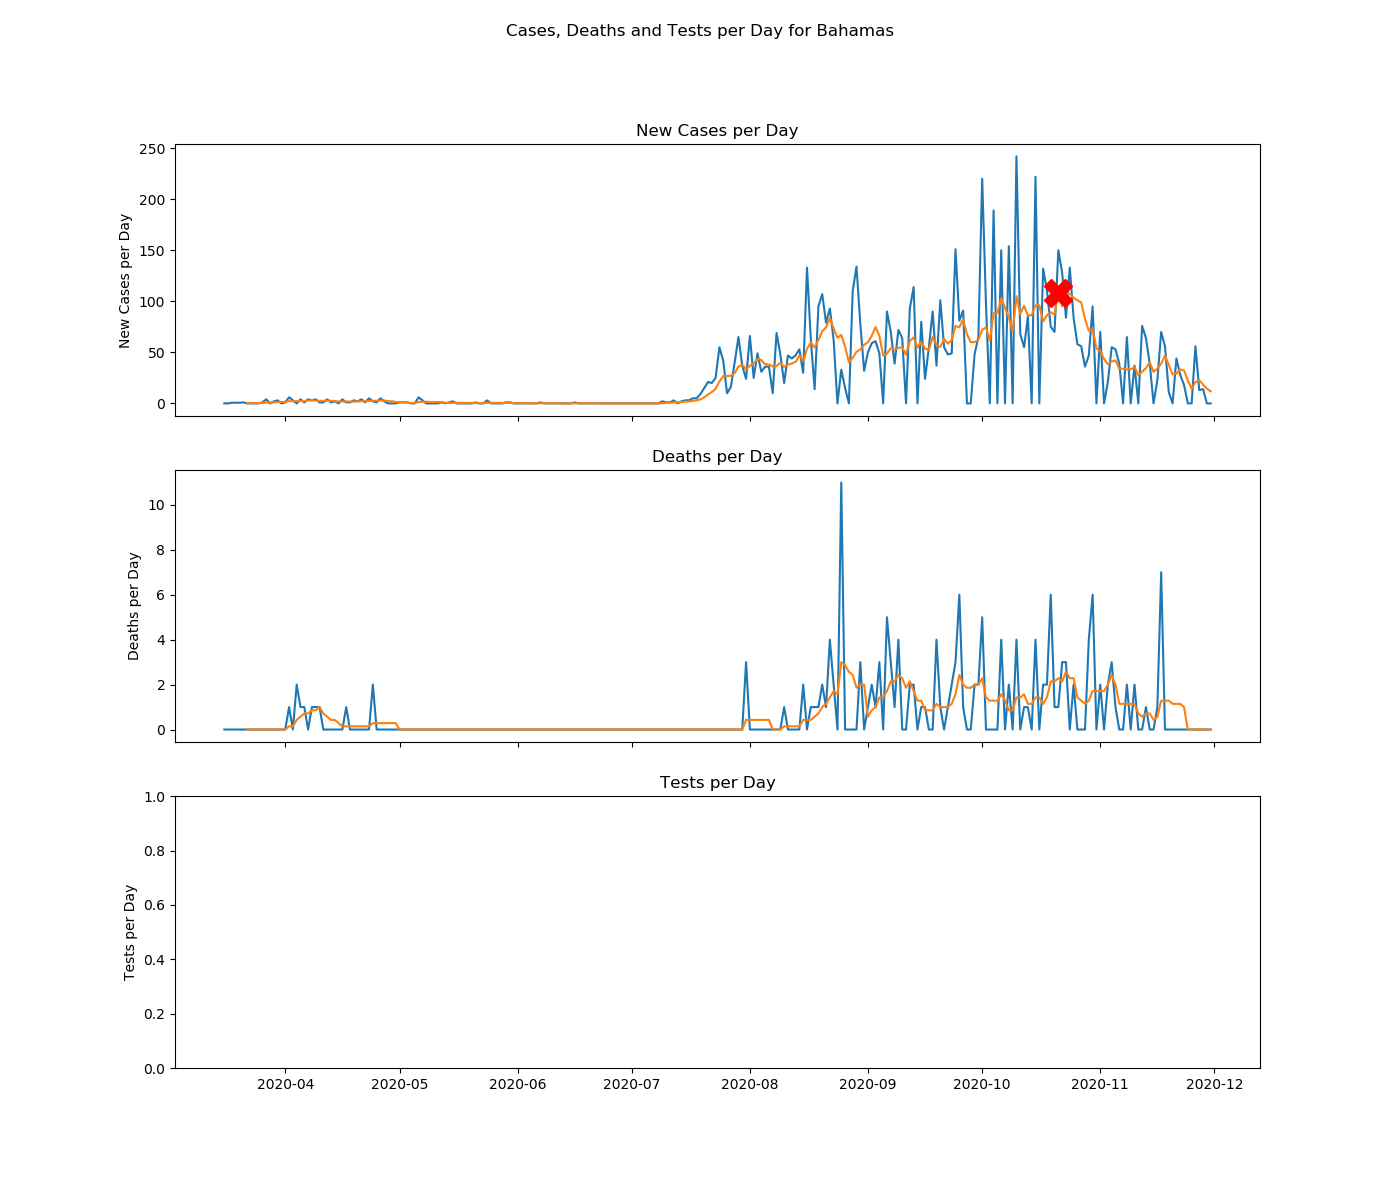 Cases, Deaths and Tests per Day for Bahamas
New Cases per Day
New Cases per Day
250
200
150
100
50
0
Deaths per Day
Deaths per Day
10
8
6
4
2
0
Tests per Day
Tests per Day
1.0
0.8
0.6
0.4
0.2
0.0
2020-04 2020-05 2020-06 2020-07 2020-08 2020-09 2020-10 2020-11 2020-12